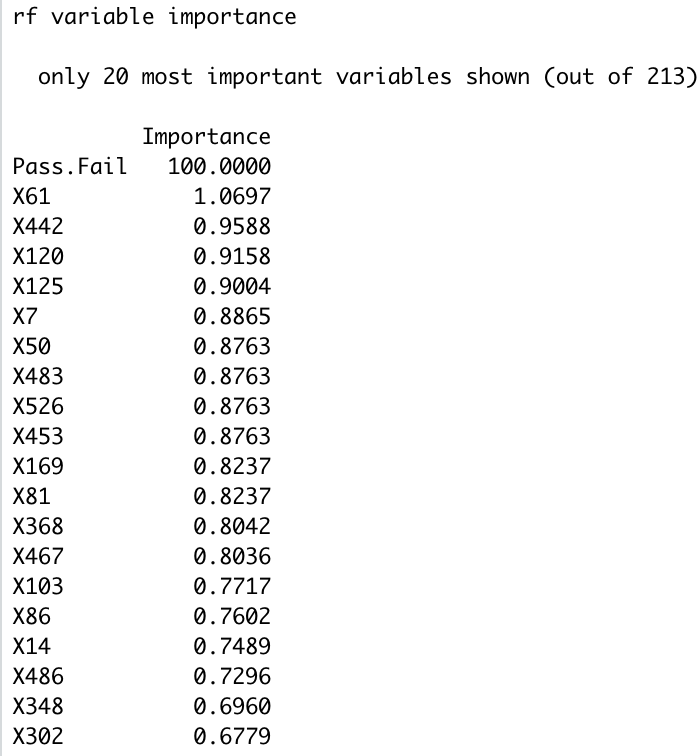 rf variable importance
only 20 most important variables shown (out of 213)
Importance
Pass.Fail 100.0000
X61 1.0697
X442 0.9588
X120 0.9158
X125 0.9004
X7 0.8865
X50 0.8763
X483 0.8763
X526 0.8763
X453 0.8763
X169 0.8237
X81 0.8237
X368 0.8042
X467 0.8036
X103 0.7717
X86 0.7602
X14 0.7489
X486 0.7296
X348 0.6960
X302 0.6779